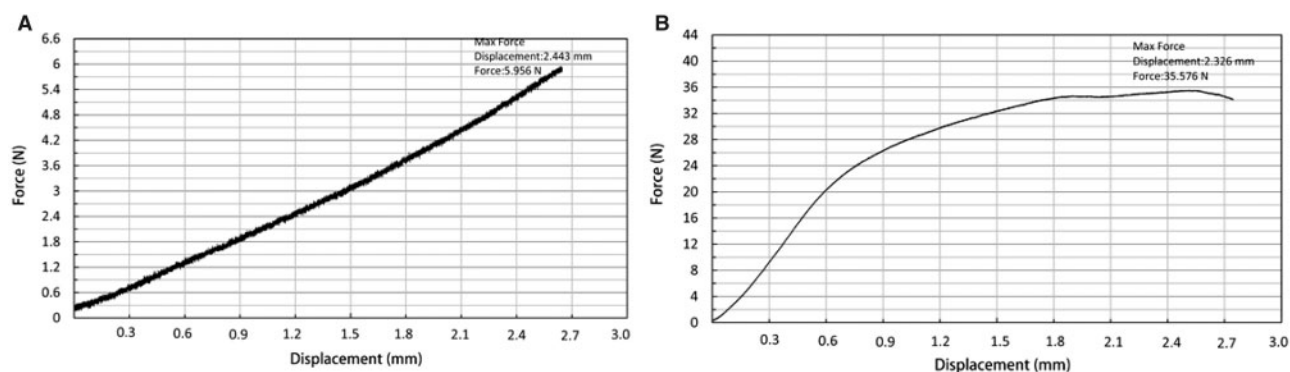 A
Force (N)
6.6
6
5.4
4.8
4.2
3.6
3
2.4
1.8
1.2
0.6
0
Max Force
Displacement:2.443 mm
Force:5.956 N
0.3 0.6 0.9 1.2 1.5 1.8 2.1 2.4 2.7 3.0
Displacement (mm)
B
Force (N)
44
40
36
32
28
24
20
16
12
8
4
0
Max Force
Displacement:2.326 mm
Force:35.576 N
0.3 0.6 0.9 1.2 1.5 1.8 2.1 2.4 2.7 3.0
Displacement (mm)